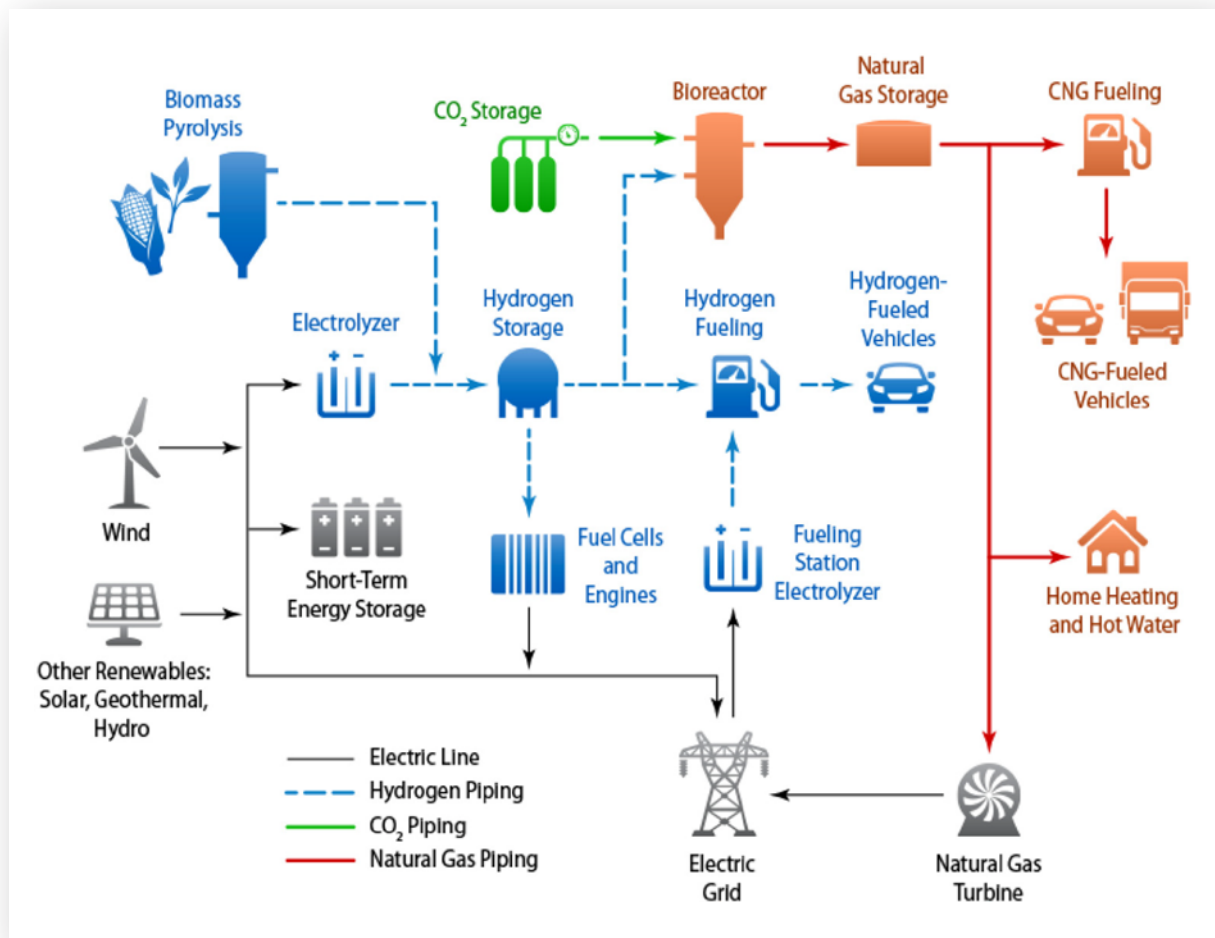 Biomass
Pyrolysis
CO₂ Storage
Bioreactor
Natural
Gas Storage
CNG Fueling
Electrolyzer
Hydrogen
Storage
Hydrogen
Fueling
Hydrogen-
Fueled
Vehicles
CNG-Fueled
Vehicles
Wind
Short-Term
Energy Storage
Fuel Cells
and
Engines
Fueling
Station
Electrolyzer
Home Heating
and Hot Water
Other Renewables:
Solar, Geothermal,
Hydro
Electric Line
Hydrogen Piping
CO₂ Piping
Natural Gas Piping
Electric
Grid
Natural Gas
Turbine